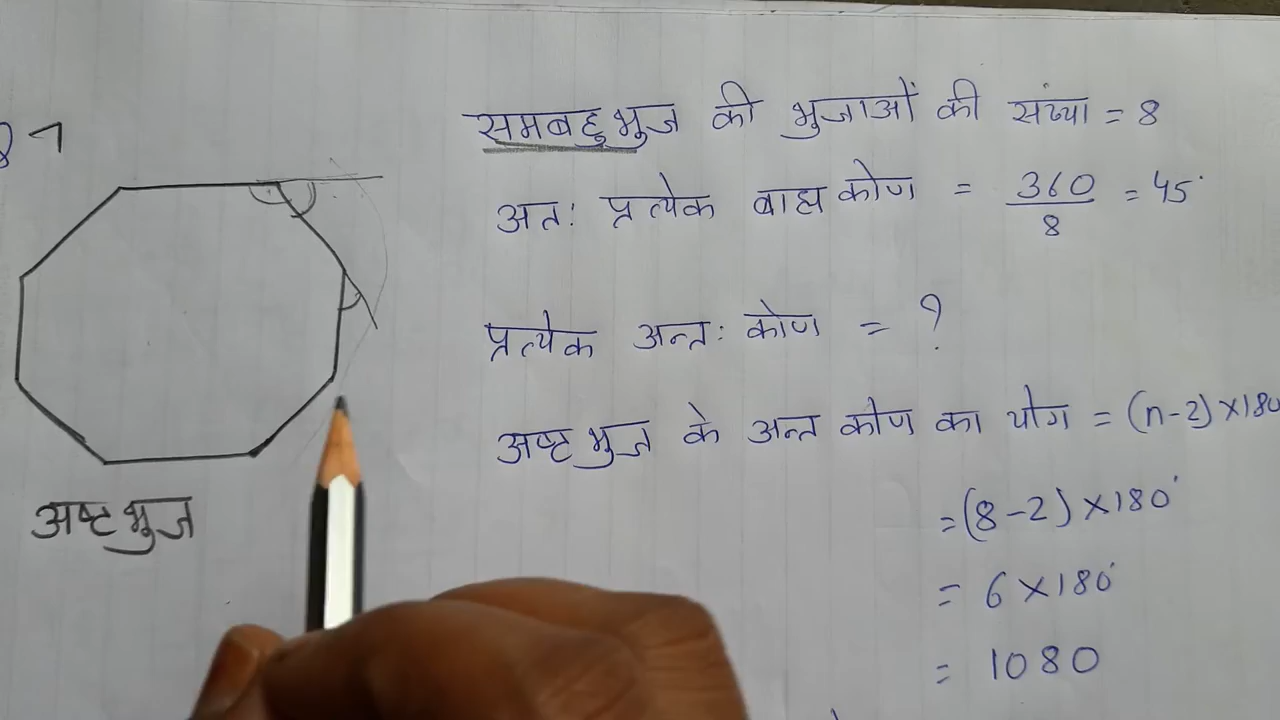 समबहुभुज की भुजाओं की संख्या = 8
अत: प्रत्येक बाह्य कोण = 360/8 = 45°
प्रत्येक अन्त: कोण = ?
अष्टभुज के अन्त कोण का योग = (n-2) × 180
= (8-2) × 180°
= 6 × 180°
= 1080
अष्टभुज